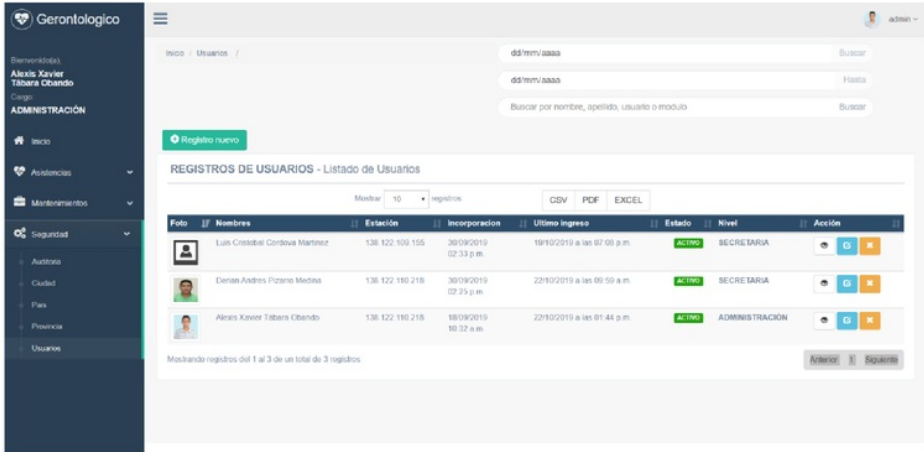 Gerontologico
admin
Bienvenido(a),
Alexis Xavier
Tábara Obando
Cargo
ADMINISTRACIÓN
Inicio
Asistencias
Mantenimientos
Seguridad
Auditoria
Ciudad
Pais
Provincia
Usuarios
Inicio / Usuarios /
dd/mm/aaaa Buscar
dd/mm/aaaa Hasta
Buscar por nombre, apellido, usuario o modulo Buscar
Registro nuevo
REGISTROS DE USUARIOS - Listado de Usuarios
Mostrar 10 registros CSV PDF EXCEL
Foto Nombres Estación Incorporacion Ultimo ingreso Estado Nivel Acción
Luis Cristobal Cordova Martinez 138.122.109.155 30/09/2019 02:33 p.m. 19/10/2019 a las 07:08 p.m. ACTIVO SECRETARIA
Derian Andres Pizarro Medina 138.122.110.218 30/09/2019 02:25 p.m. 22/10/2019 a las 09:59 a.m. ACTIVO SECRETARIA
Alexis Xavier Tábara Obando 138.122.110.218 18/09/2019 10:32 a.m. 22/10/2019 a las 01:44 p.m. ACTIVO ADMINISTRACIÓN
Mostrando registros del 1 al 3 de un total de 3 registros
Anterior 1 Siguiente